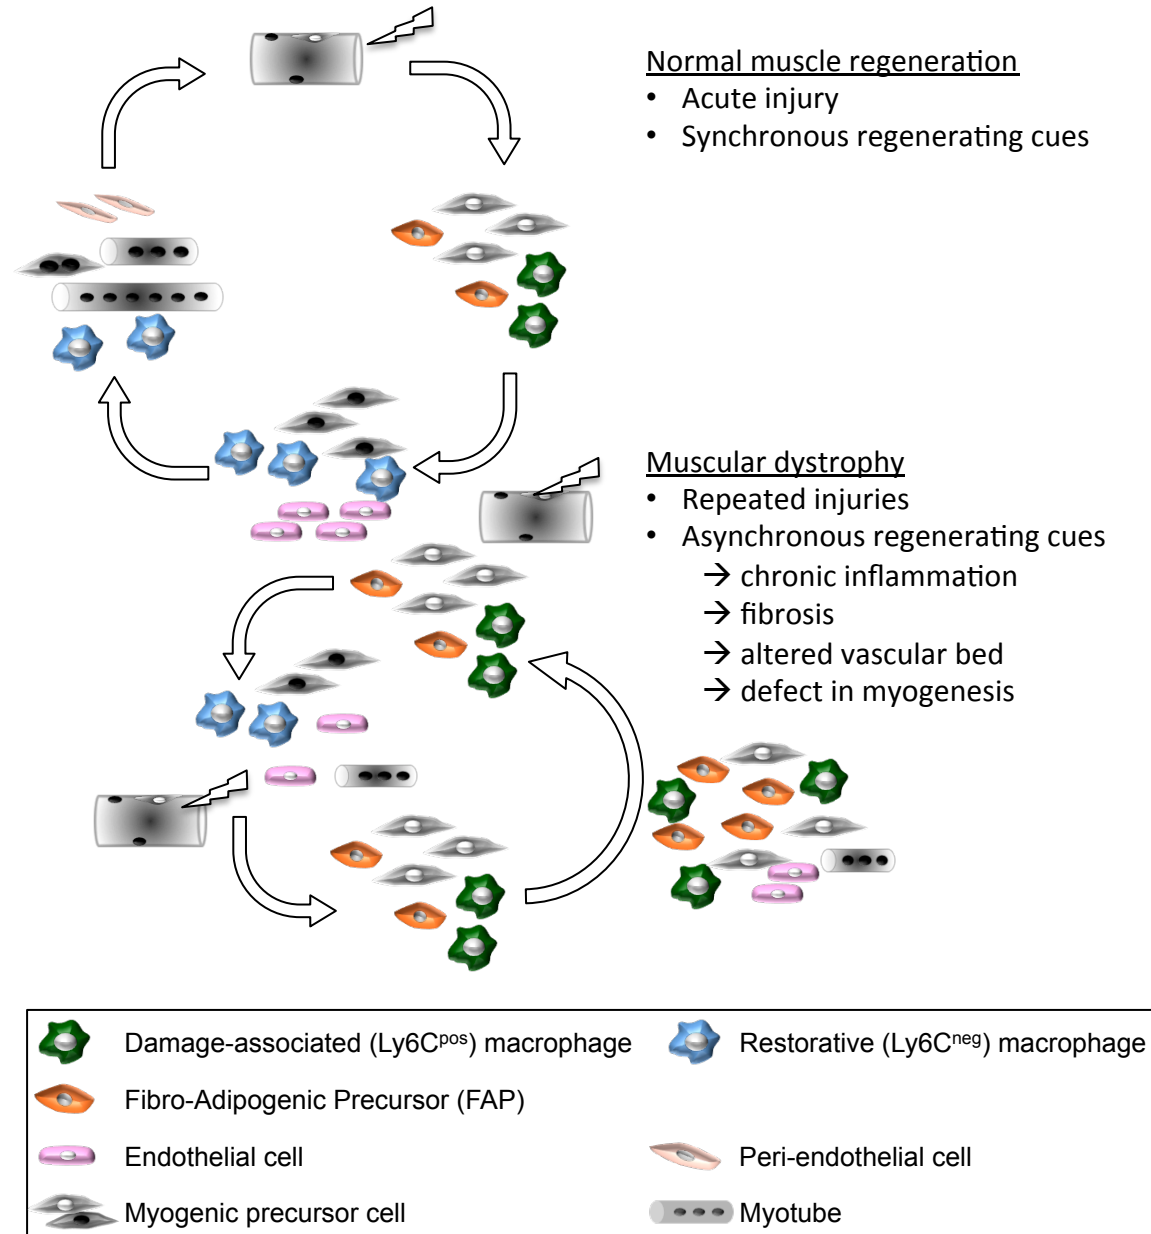 Normal muscle regeneration
• Acute injury
• Synchronous regenerating cues
Muscular dystrophy
• Repeated injuries
• Asynchronous regenerating cues
→ chronic inflammation
→ fibrosis
→ altered vascular bed
→ defect in myogenesis
Damage-associated (Ly6Cpos) macrophage
Restorative (Ly6Cneg) macrophage
Fibro-Adipogenic Precursor (FAP)
Endothelial cell
Peri-endothelial cell
Myogenic precursor cell
Myotube